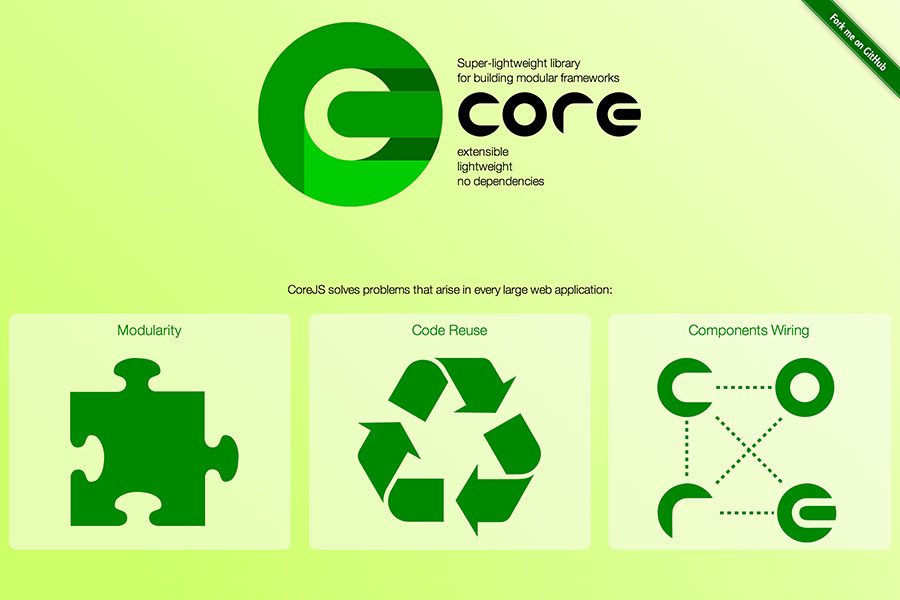 Fork me on GitHub
Super-lightweight library
for building modular frameworks
core
extensible
lightweight
no dependencies
CoreJS solves problems that arise in every large web application:
Modularity
Code Reuse
Components Wiring
c o
r e